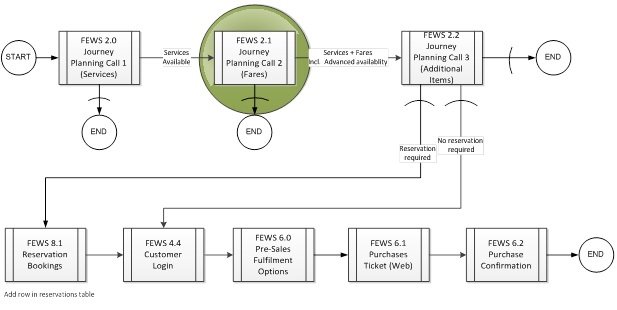 START
FEWS 2.0
Journey
Planning Call 1
(Services)
Services
Available
FEWS 2.1
Journey
Planning Call 2
(Fares)
Services + Fares
incl. Advanced availablity
FEWS 2.2
Journey
Planning Call 3
(Additional
Items)
END
END
END
Reservation
required
No reservation
required
FEWS 8.1
Reservation
Bookings
FEWS 4.4
Customer
Login
FEWS 6.0
Pre-Sales
Fulfilment
Options
FEWS 6.1
Purchases
Ticket (Web)
FEWS 6.2
Purchase
Confirmation
END
Add row in reservations table